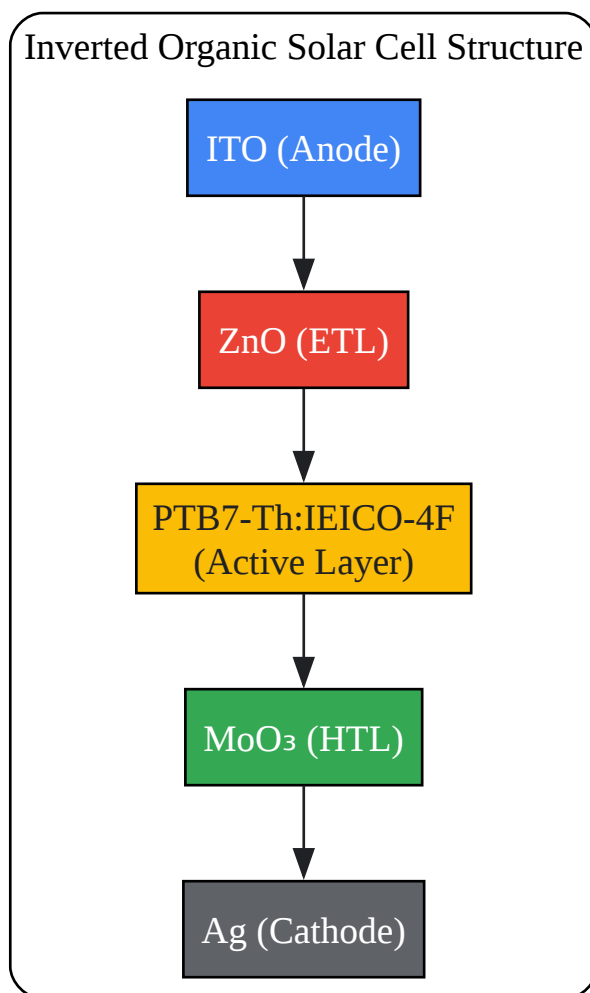 Inverted Organic Solar Cell Structure
ITO (Anode)
ZnO (ETL)
PTB7-Th:IEICO-4F
(Active Layer)
MoO₃ (HTL)
Ag (Cathode)